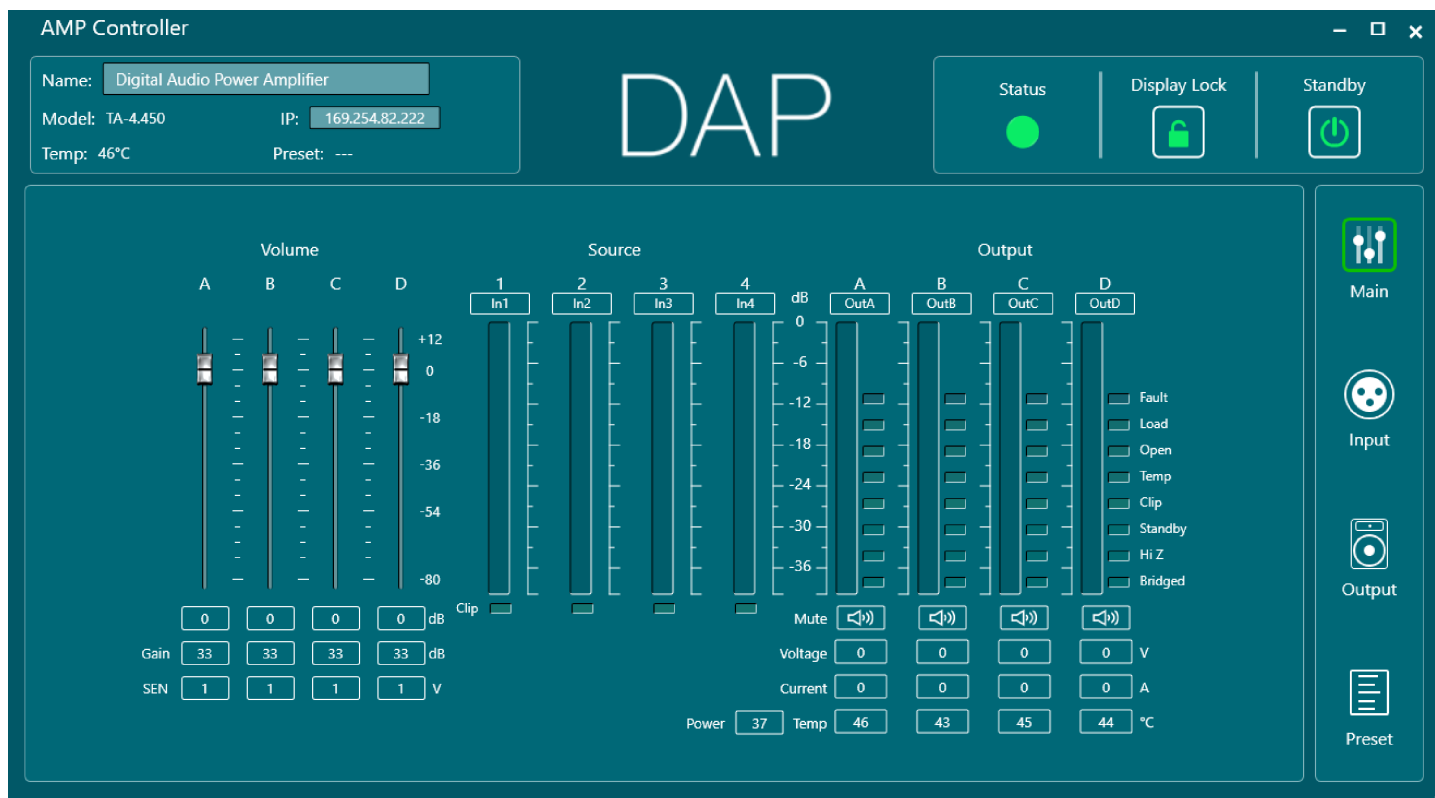 AMP Controller
Name: Digital Audio Power Amplifier
Model: TA-4.450 IP: 169.254.82.222
Temp: 46°C Preset: ---
DAP
Status Display Lock Standby
Volume Source Output
A B C D 1 2 3 4 A B C D
In1 In2 In3 In4 dB OutA OutB OutC OutD
+12
0
-18
-36
-54
-80
0
-6
-12
-18
-24
-30
-36
Fault
Load
Open
Temp
Clip
Standby
Hi Z
Bridged
Clip
0 0 0 0 dB
Gain 33 33 33 33 dB
SEN 1 1 1 1 V
Mute
Voltage 0 0 0 0 V
Current 0 0 0 0 A
Power 37 Temp 46 43 45 44 °C
Main
Input
Output
Preset